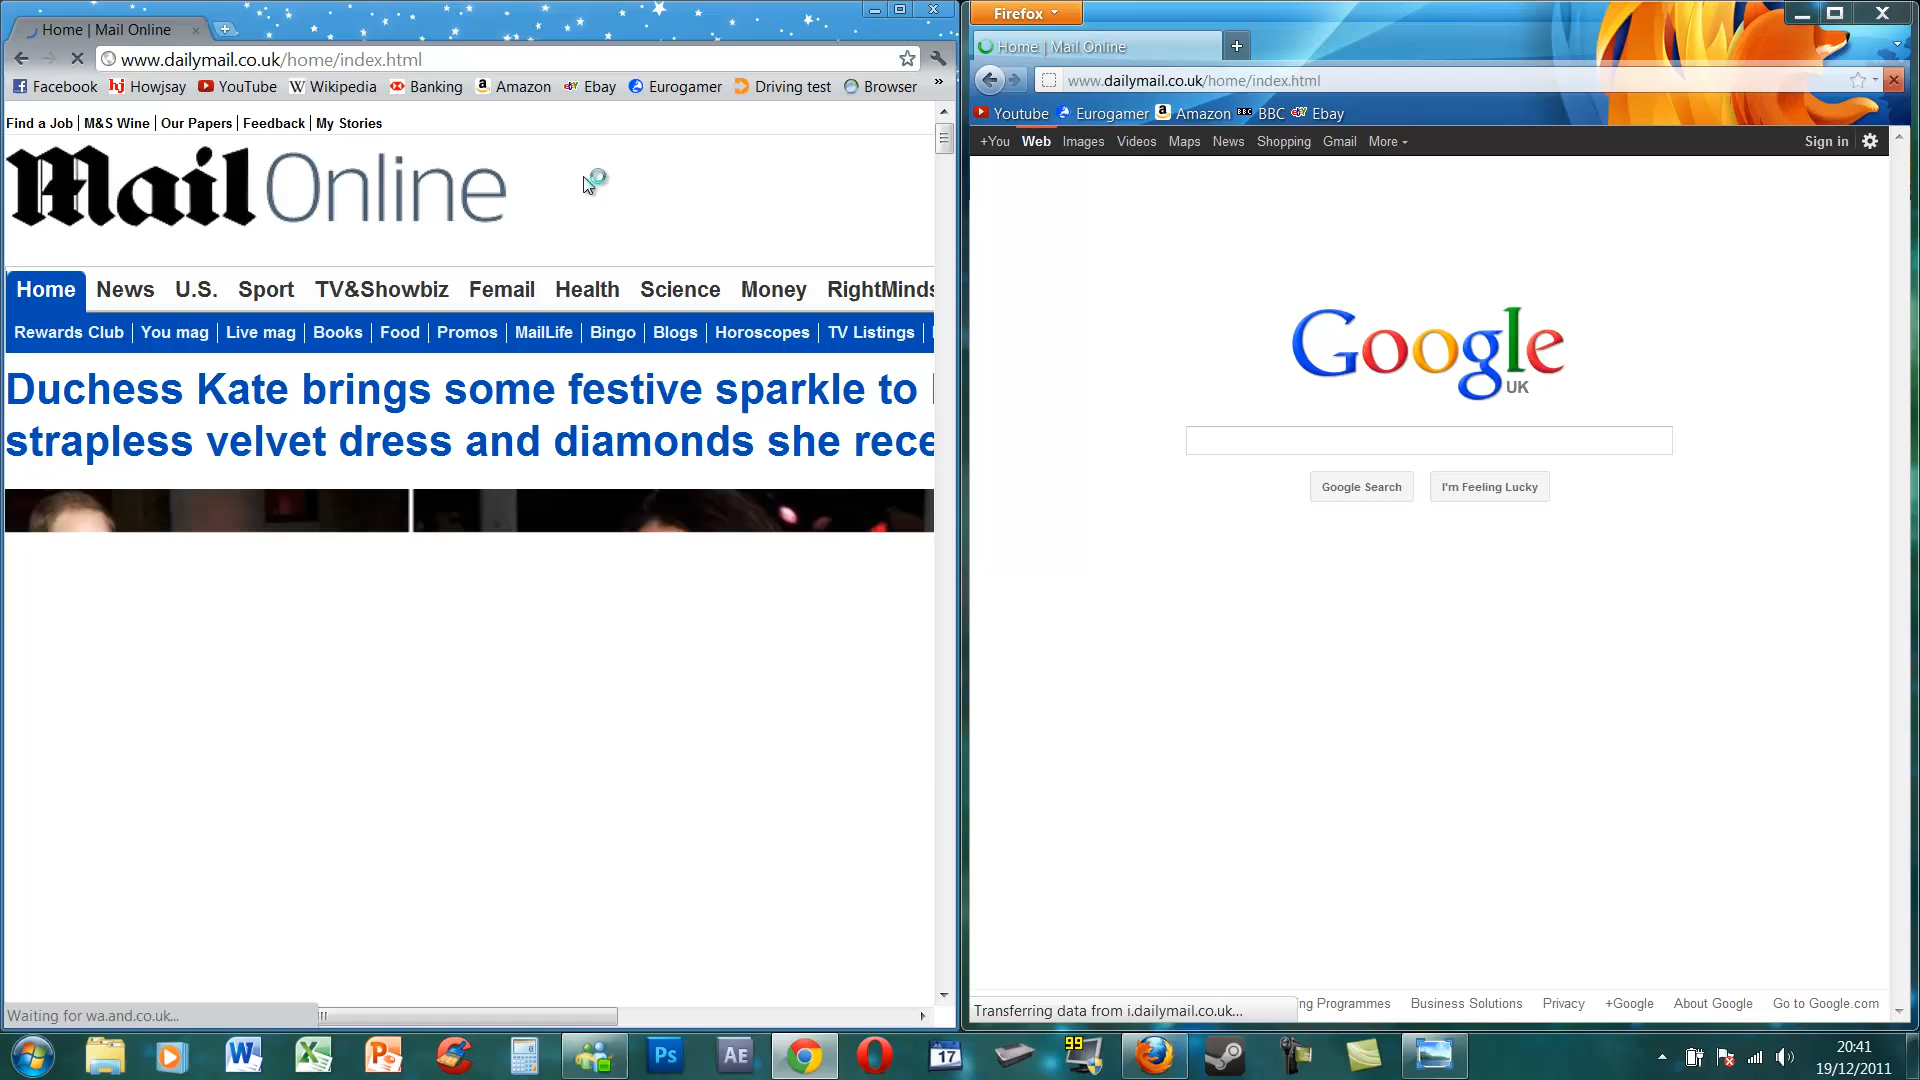 Home | Mail Online
www.dailymail.co.uk/home/index.html
Facebook Howjsay YouTube Wikipedia Banking Amazon Ebay Eurogamer Driving test Browser »
Find a Job | M&S Wine | Our Papers | Feedback | My Stories
Mail Online
Home News U.S. Sport TV&Showbiz Femail Health Science Money RightMinds
Rewards Club | You mag | Live mag | Books | Food | Promos | MailLife | Bingo | Blogs | Horoscopes | TV Listings |
Duchess Kate brings some festive sparkle to
strapless velvet dress and diamonds she rece
Waiting for wa.and.co.uk...
Firefox
Home | Mail Online
www.dailymail.co.uk/home/index.html
Youtube Eurogamer Amazon BBC BBC Ebay
+You Web Images Videos Maps News Shopping Gmail More Sign in
Google
UK
Google Search I'm Feeling Lucky
Transferring data from i.dailymail.co.uk... ng Programmes Business Solutions Privacy +Google About Google Go to Google.com
Ps AE 17 99
20:41
19/12/2011